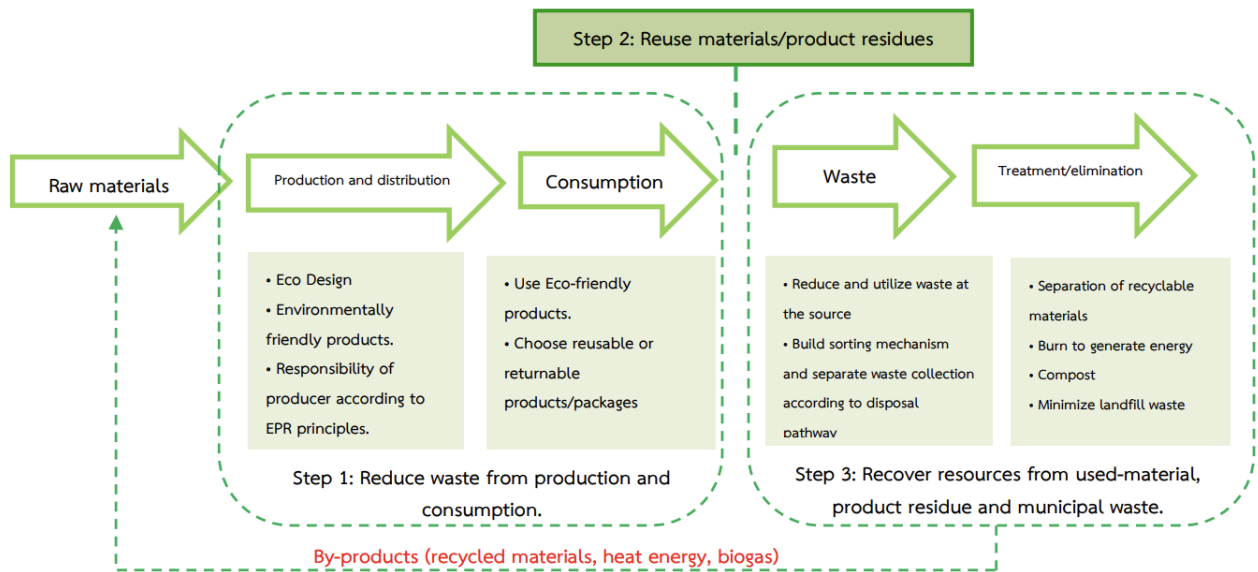 Step 2: Reuse materials/product residues
Raw materials
Production and distribution
Consumption
Waste
Treatment/elimination
• Eco Design
• Environmentally
friendly products.
• Responsibility of
producer according to
EPR principles.
• Use Eco-friendly
products.
• Choose reusable or
returnable
products/packages
• Reduce and utilize waste at
the source
• Build sorting mechanism
and separate waste collection
according to disposal
pathway
• Separation of recyclable
materials
• Burn to generate energy
• Compost
• Minimize landfill waste
Step 1: Reduce waste from production and
consumption.
Step 3: Recover resources from used-material,
product residue and municipal waste.
By-products (recycled materials, heat energy, biogas)